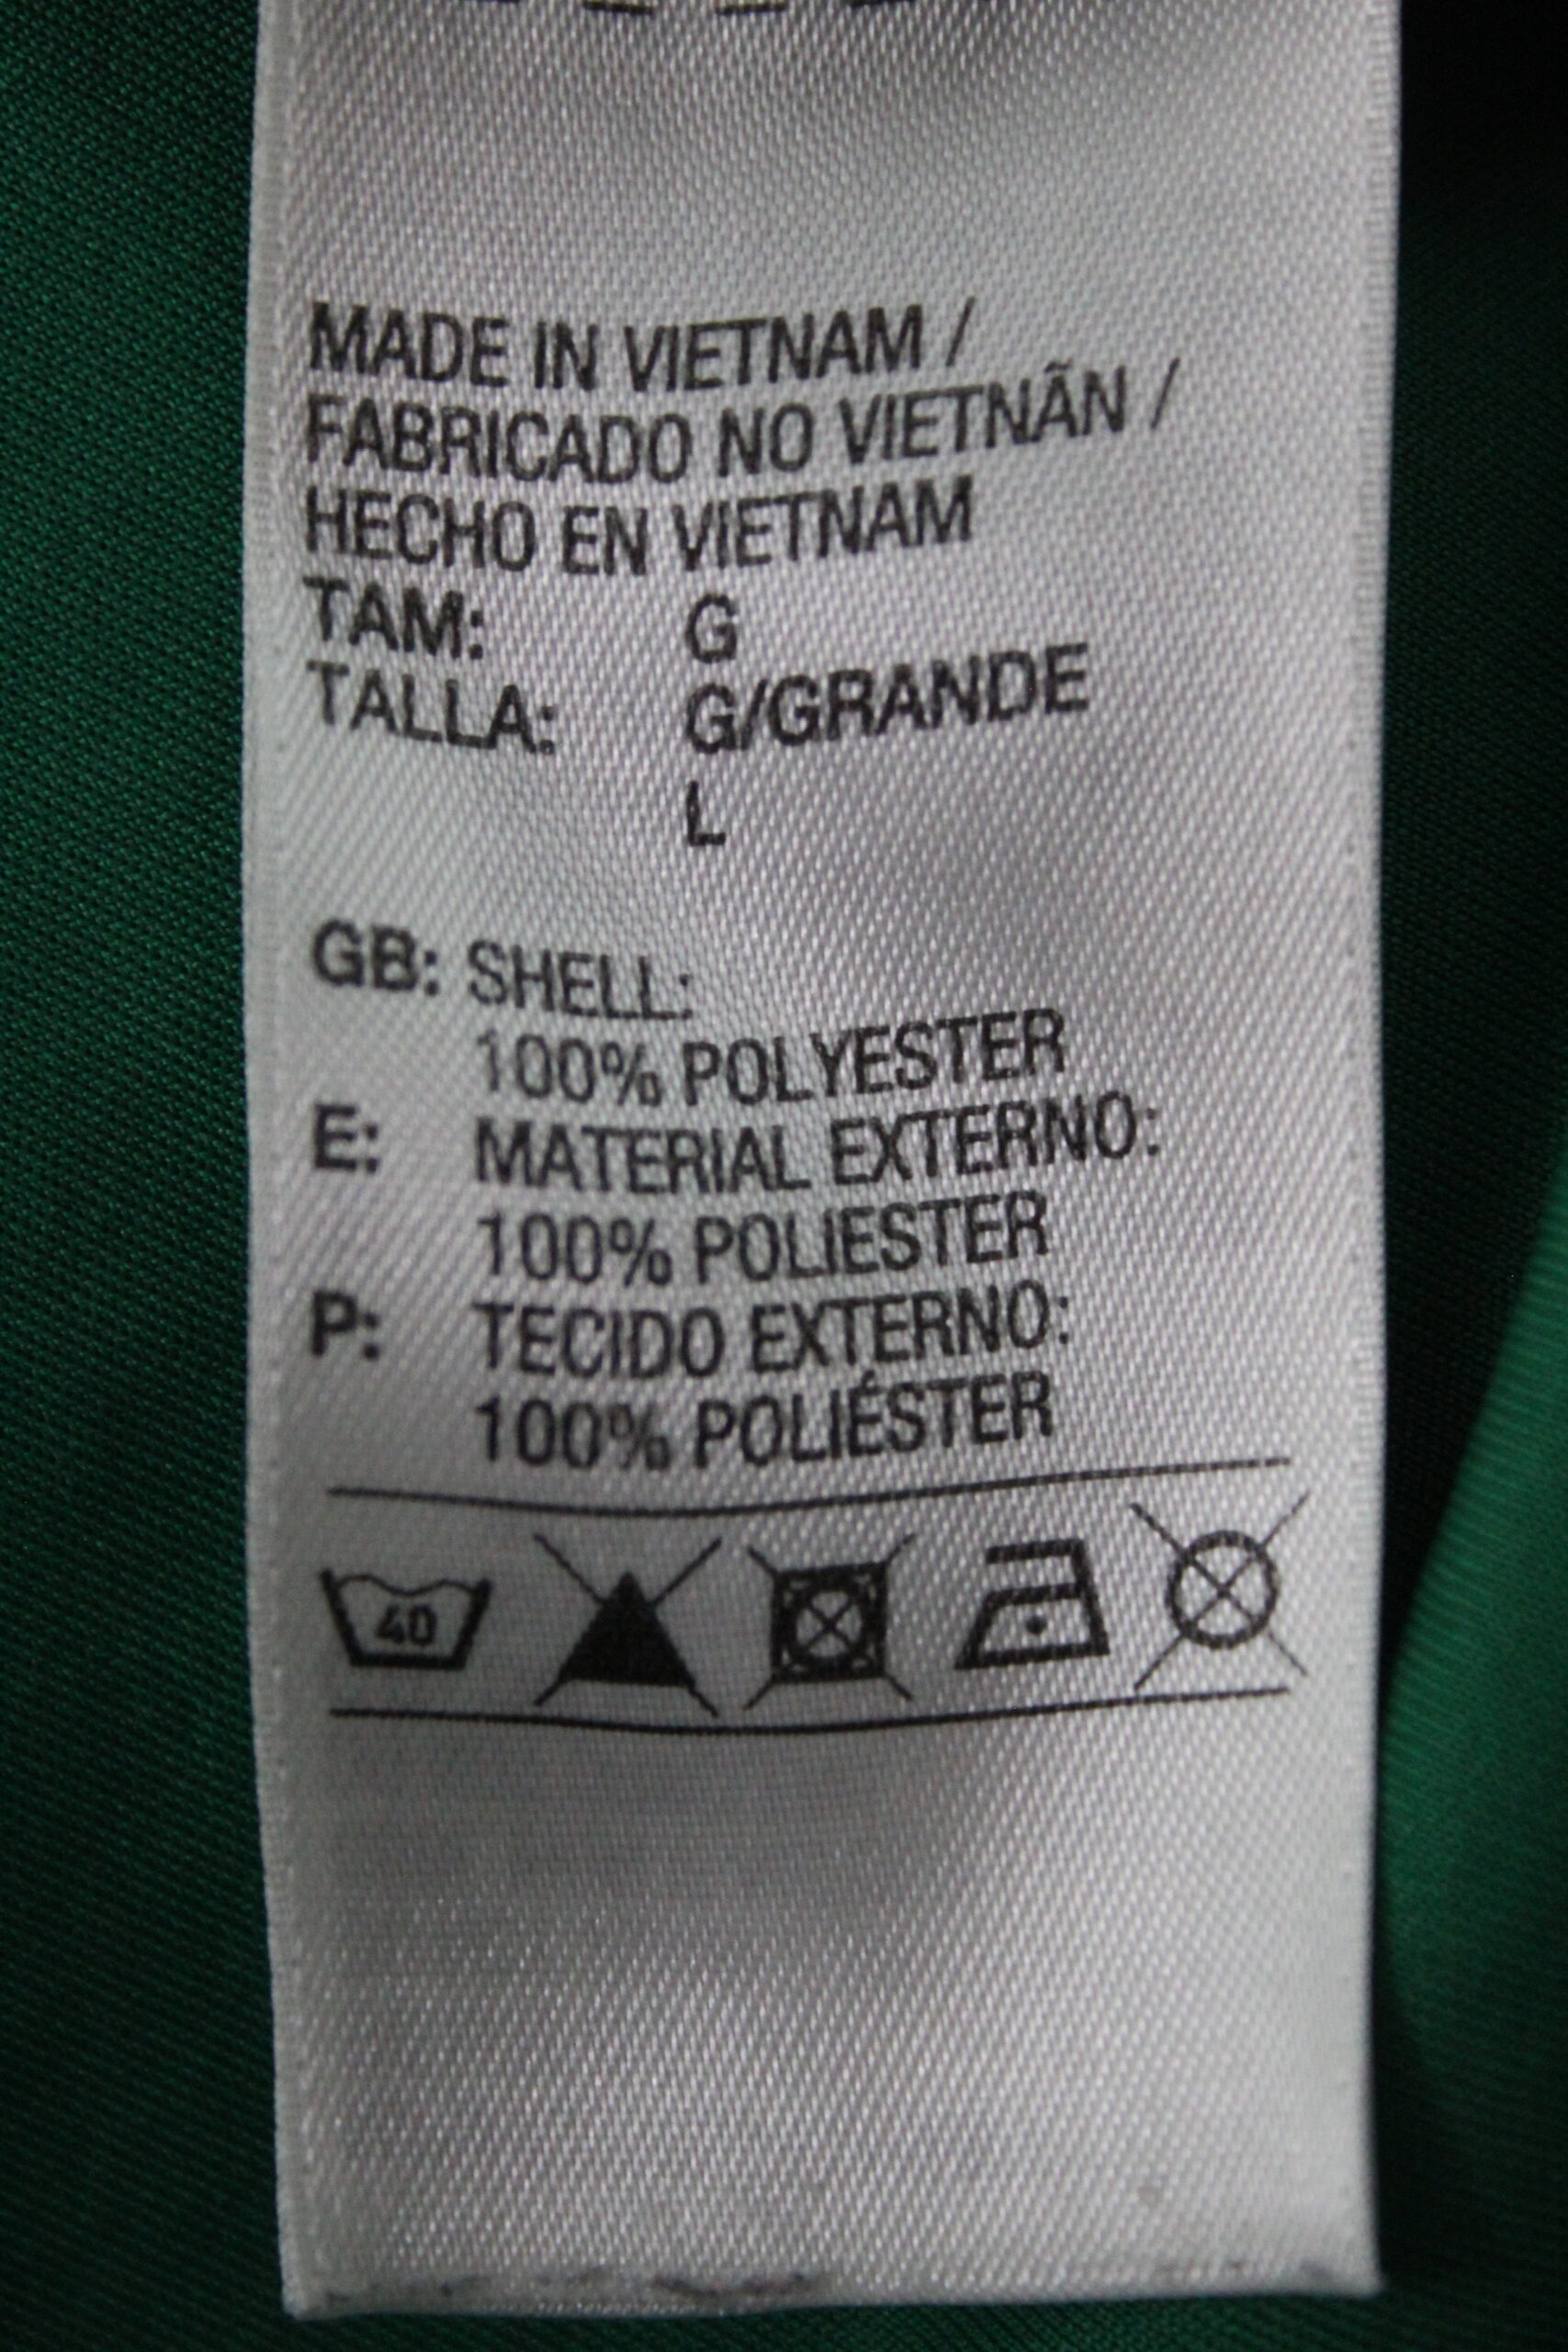 MADE IN VIETNAM /
FABRICADO NO VIETNÃN /
HECHO EN VIETNAM
TAM: G
TALLA: G/GRANDE
L
GB: SHELL:
100% POLYESTER
E: MATERIAL EXTERNO:
100% POLIESTER
P: TECIDO EXTERNO:
100% POLIÉSTER
40